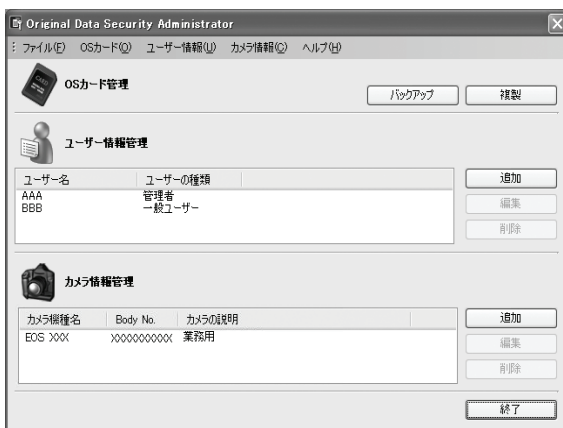 Original Data Security Administrator
ファイル(F) OSカード(O) ユーザー情報(U) カメラ情報(C) ヘルプ(H)
CARD
OSカード管理
バックアップ 複製
ユーザー情報管理
ユーザー名 ユーザーの種類
AAA 管理者
BBB 一般ユーザー
追加
編集
削除
カメラ情報管理
カメラ機種名 Body No. カメラの説明
EOS XXX XXXXXXXXXX 業務用
追加
編集
削除
終了